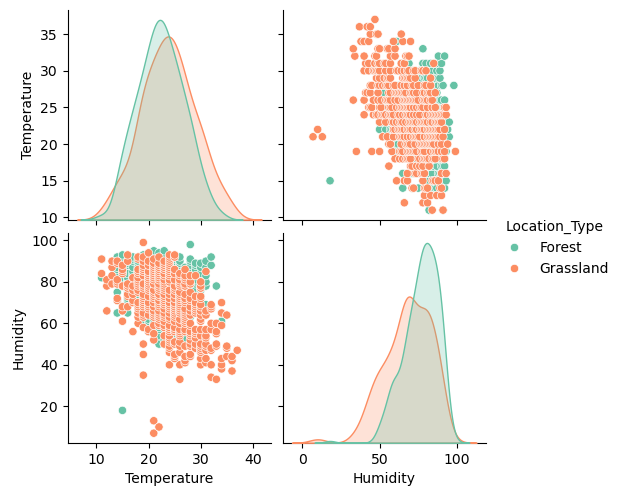 35
30
25
20
15
10
Temperature
100
80
60
40
20
Humidity
10 20 30 40
Temperature
0 50 100
Humidity
Location_Type
Forest
Grassland